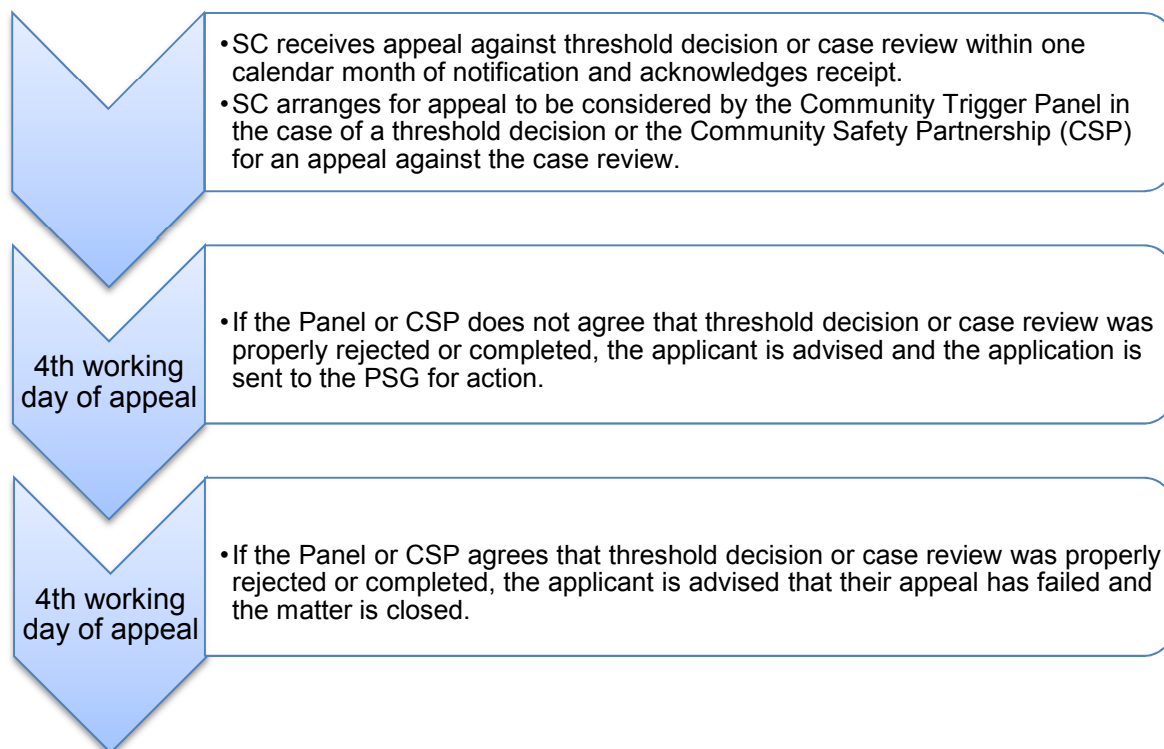 •SC receives appeal against threshold decision or case review within one
calendar month of notification and acknowledges receipt.
•SC arranges for appeal to be considered by the Community Trigger Panel in
the case of a threshold decision or the Community Safety Partnership (CSP)
for an appeal against the case review.
4th working
day of appeal
•If the Panel or CSP does not agree that threshold decision or case review was
properly rejected or completed, the applicant is advised and the application is
sent to the PSG for action.
4th working
day of appeal
•If the Panel or CSP agrees that threshold decision or case review was properly
rejected or completed, the applicant is advised that their appeal has failed and
the matter is closed.